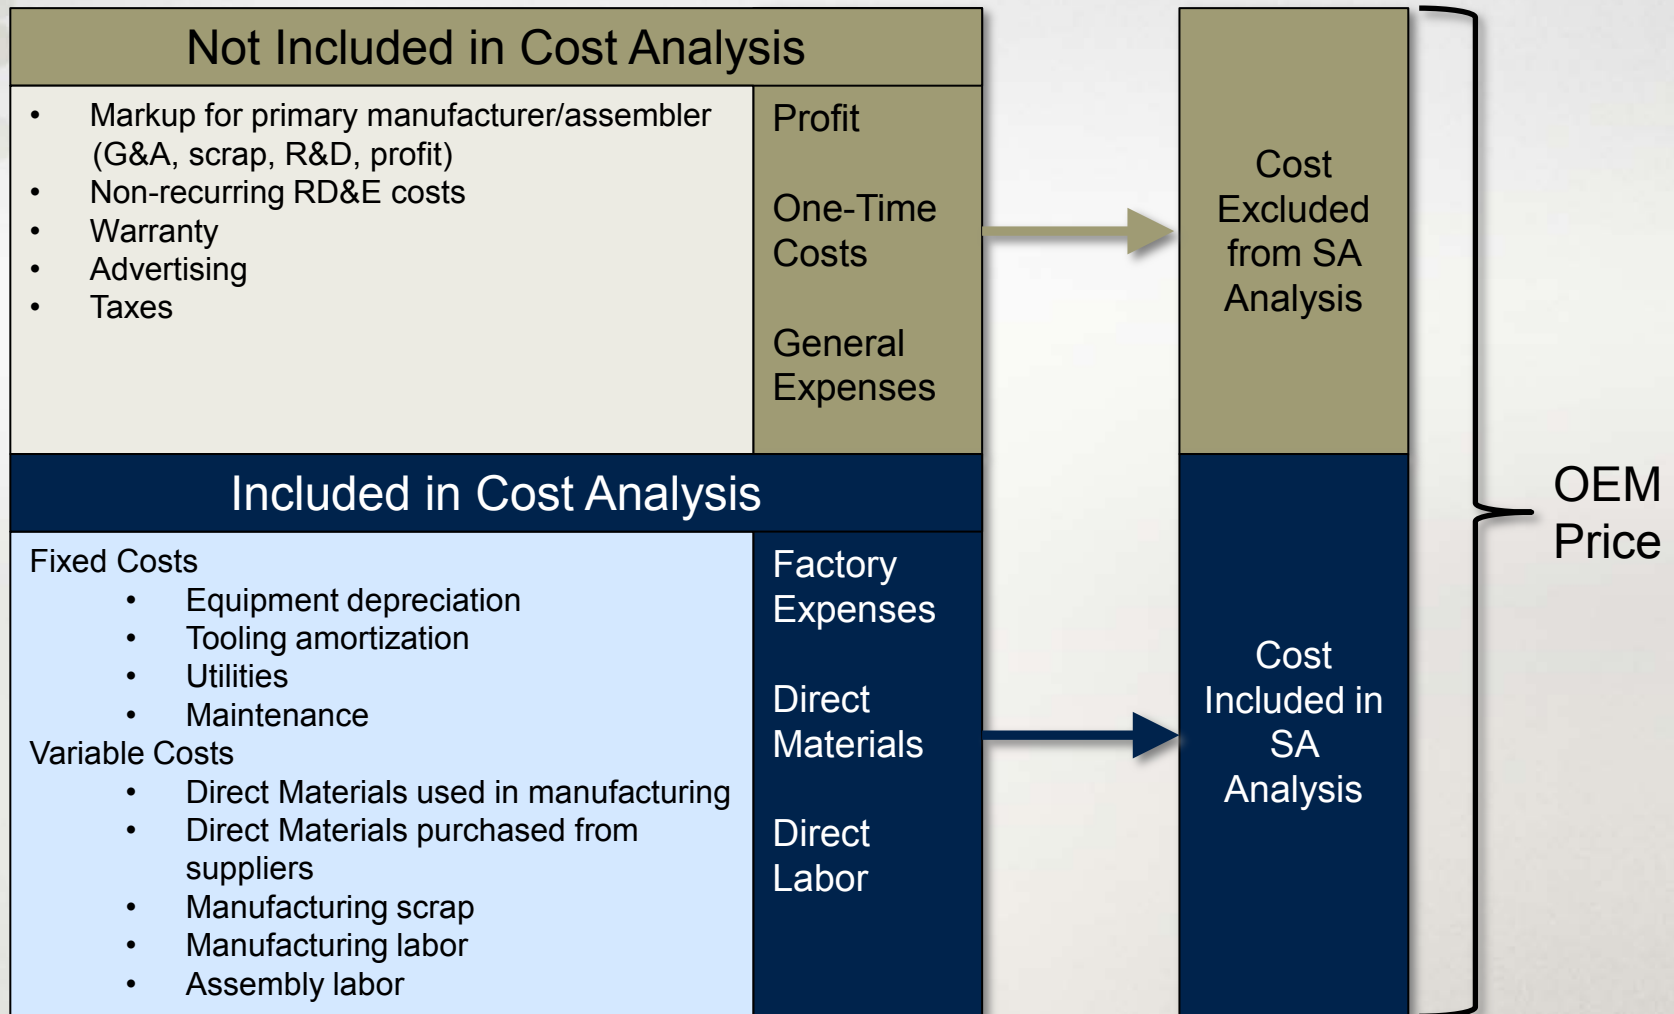 Not Included in Cost Analysis
• Markup for primary manufacturer/assembler
(G&A, scrap, R&D, profit)
• Non-recurring RD&E costs
• Warranty
• Advertising
• Taxes
Profit
One-Time
Costs
General
Expenses
Cost
Excluded
from SA
Analysis
Included in Cost Analysis
Fixed Costs
• Equipment depreciation
• Tooling amortization
• Utilities
• Maintenance
Variable Costs
• Direct Materials used in manufacturing
• Direct Materials purchased from
suppliers
• Manufacturing scrap
• Manufacturing labor
• Assembly labor
Factory
Expenses
Direct
Materials
Direct
Labor
Cost
Included in
SA
Analysis
OEM
Price